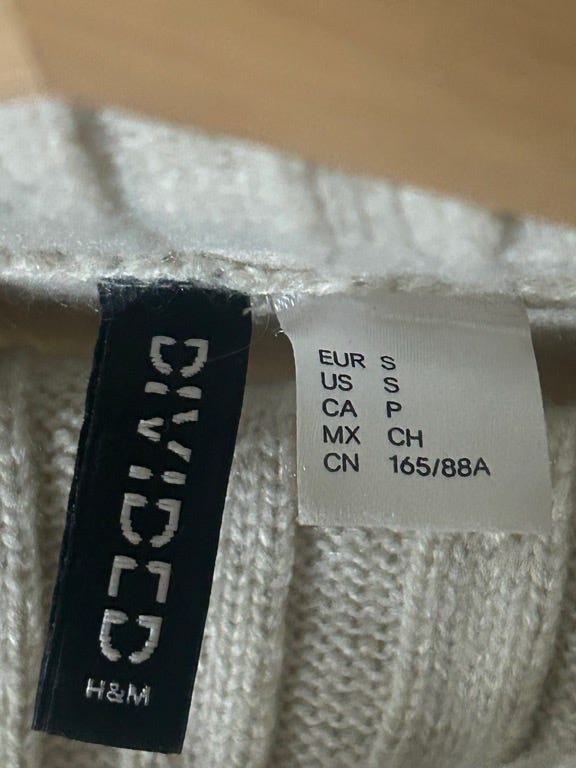 DIVIDED
H&M
EUR S
US S
CA P
MX CH
CN 165/88A